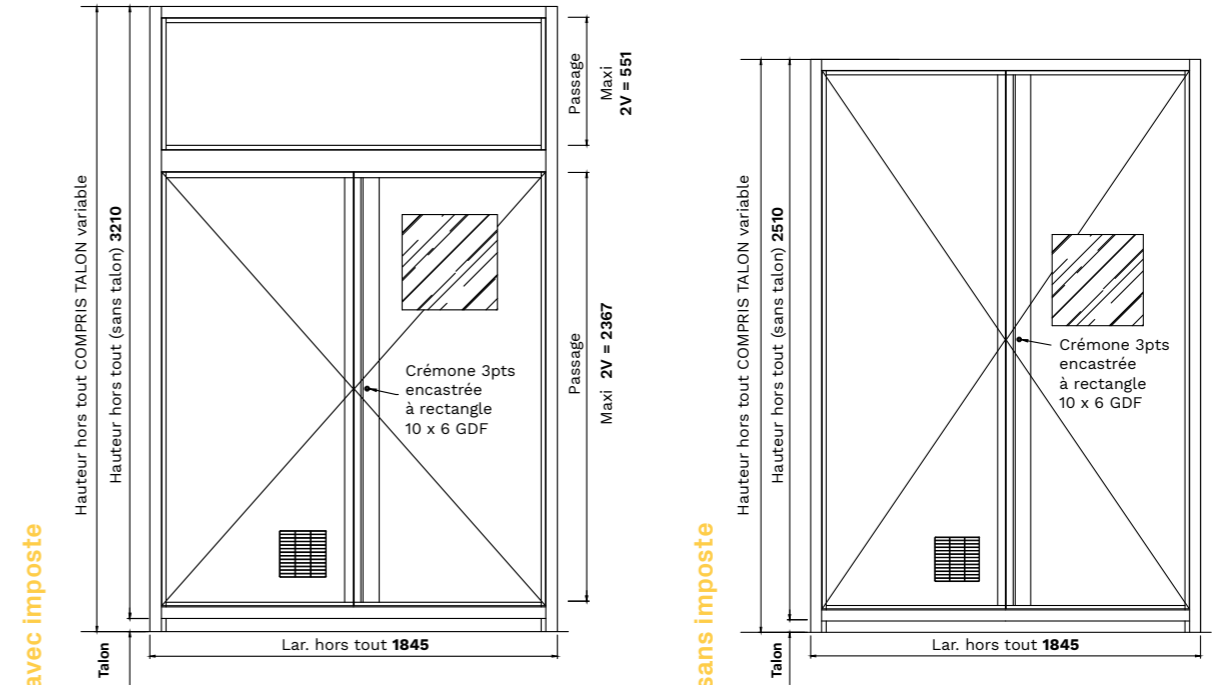 avec imposte
Hauteur hors tout COMPRIS TALON variable
Hauteur hors tout (sans talon) 3210
Passage
Maxi
2V = 551
Passage
Maxi 2V = 2367
Crémone 3pts
encastrée
à rectangle
10 x 6 GDF
Talon
Lar. hors tout 1845
sans imposte
Hauteur hors tout COMPRIS TALON variable
Hauteur hors tout (sans talon) 2510
Crémone 3pts
encastrée
à rectangle
10 x 6 GDF
Talon
Lar. hors tout 1845